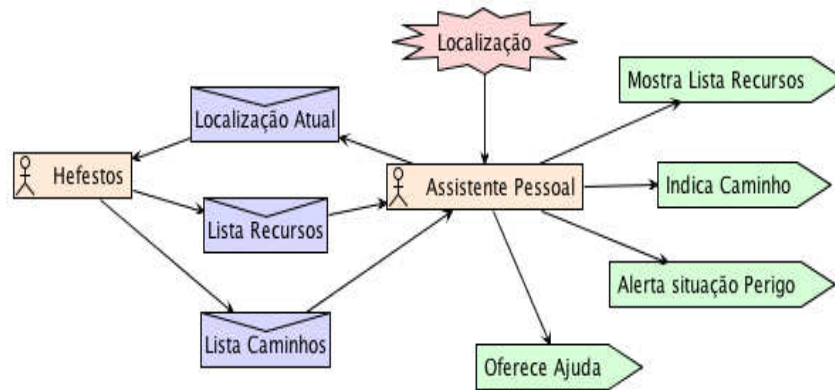 Localização
Mostra Lista Recursos
Localização Atual
Hefestos
Assistente Pessoal
Indica Caminho
Lista Recursos
Alerta situação Perigo
Lista Caminhos
Oferece Ajuda